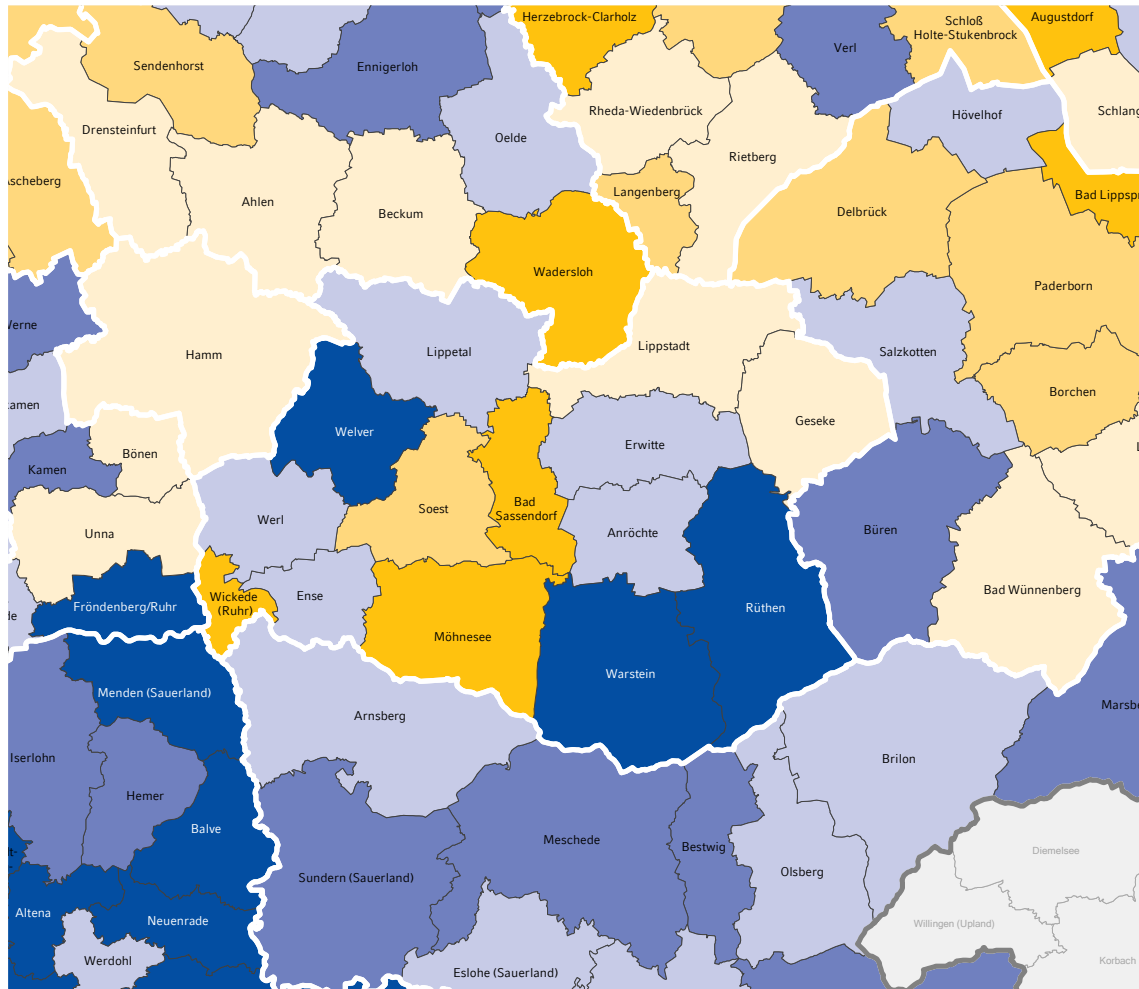 Herzebrock-Clarholz
Augustdorf
Schloß
Holte-Stukenbrock
Verl
Sendenhorst
Ennigerloh
Rheda-Wiedenbrück
Schlang
Hövelhof
Drensteinfurt
Oelde
Rietberg
Ascheberg
Langenberg
Bad Lippspr
Ahlen
Beckum
Delbrück
Wadersloh
Paderborn
Werne
Hamm
Lippetal
Lippstadt
Salzkotten
Borchen
amen
Geseke
Welver
Erwitte
Bönen
Kamen
Bad
Sassendorf
Soest
Werl
Anröchte
Büren
Unna
Bad Wünnenberg
Ense
Wickede
(Ruhr)
Fröndenberg/Ruhr
Rüthen
de
Möhnesee
Warstein
Menden (Sauerland)
Marsbe
Arnsberg
Iserlohn
Brilon
Hemer
Balve
Meschede
Bestwig
Diemelsee
Olsberg
Sundern (Sauerland)
Altena
Neuenrade
Willingen (Upland)
Werdohl
Eslohe (Sauerland)
Korbach